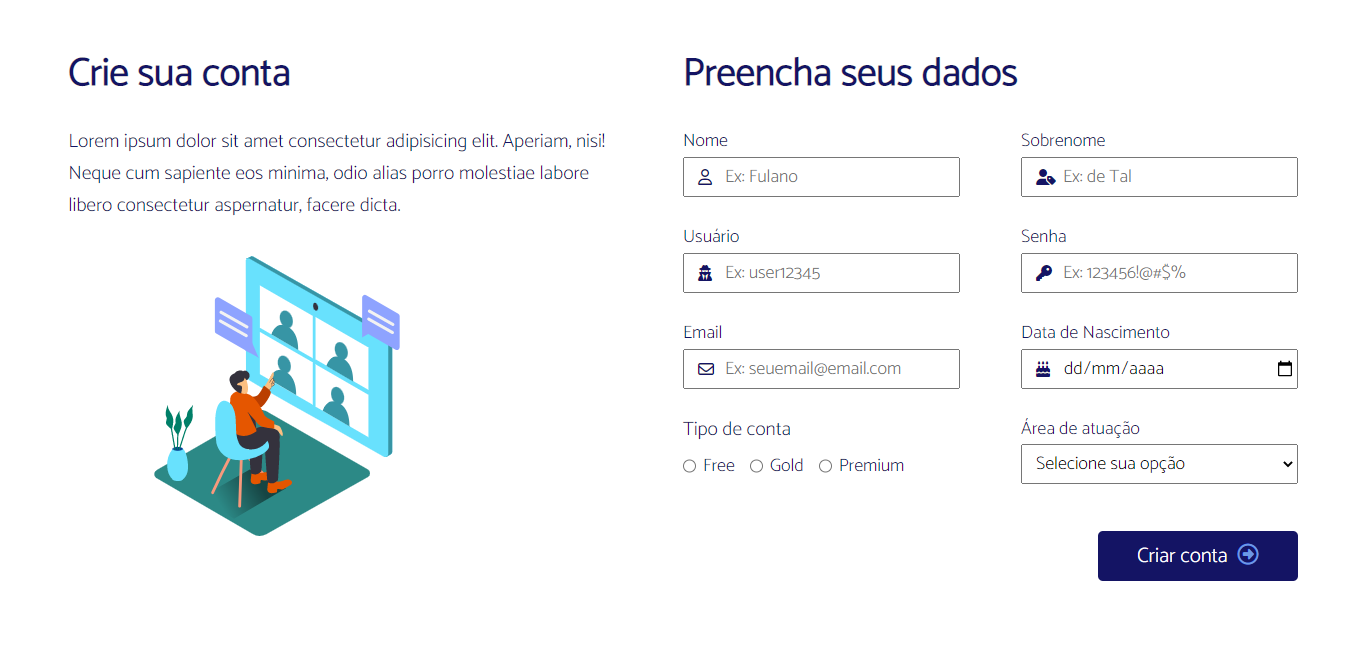 Crie sua conta
Lorem ipsum dolor sit amet consectetur adipisicing elit. Aperiam, nisi!
Neque cum sapiente eos minima, odio alias porro molestiae labore
libero consectetur aspernatur, facere dicta.
Preencha seus dados
Nome
Sobrenome
Ex: Fulano
Ex: de Tal
Usuário
Senha
Ex: user12345
Ex: 123456!@#$%
Email
Data de Nascimento
Ex: seuemail@email.com
dd/mm/aaaa
Tipo de conta
Área de atuação
Free Gold Premium
Selecione sua opção
Criar conta